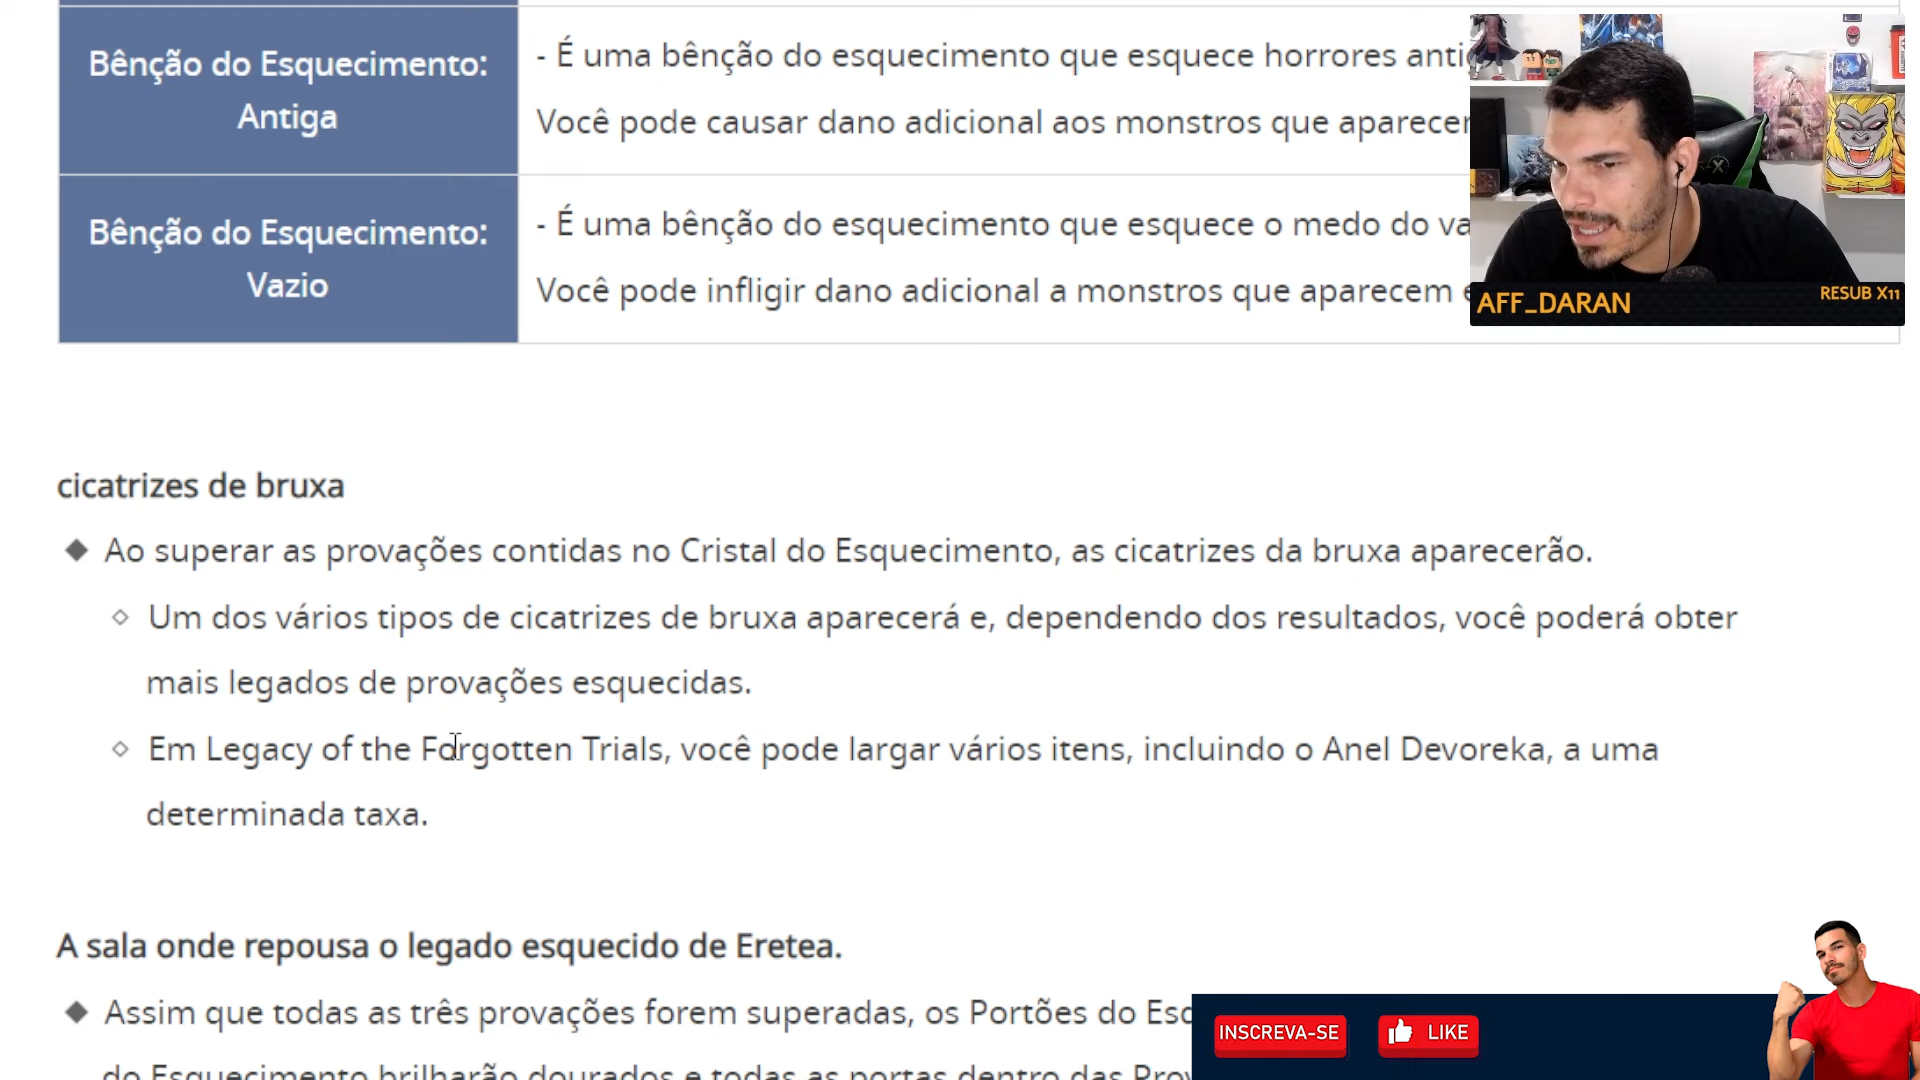 Bênção do Esquecimento:
Antiga
- É uma bênção do esquecimento que esquece horrores
Você pode causar dano adicional aos monstros que
Bênção do Esquecimento:
Vazio
- É uma bênção do esquecimento que esquece o medo do
Você pode infligir dano adicional a monstros que aparecem
AFF_DARAN
RESUB X11
cicatrizes de bruxa
Ao superar as provações contidas no Cristal do Esquecimento, as cicatrizes da bruxa aparecerão.
Um dos vários tipos de cicatrizes de bruxa aparecerá e, dependendo dos resultados, você poderá obter
mais legados de provações esquecidas.
Em Legacy of the Forgotten Trials, você pode largar vários itens, incluindo o Anel Devoreka, a uma
determinada taxa.
A sala onde repousa o legado esquecido de Eretea.
Assim que todas as três provações forem superadas, os Portões do
do Esquecimento brilharão dourados e todas as portas dentro das
INSCREVA-SE
LIKE